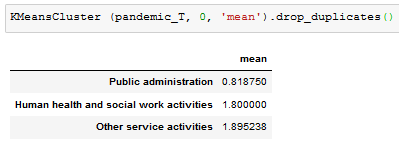 KMeansCluster (pandemic_T, 0, 'mean').drop_duplicates()
mean
Public administration 0.818750
Human health and social work activities 1.800000
Other service activities 1.895238